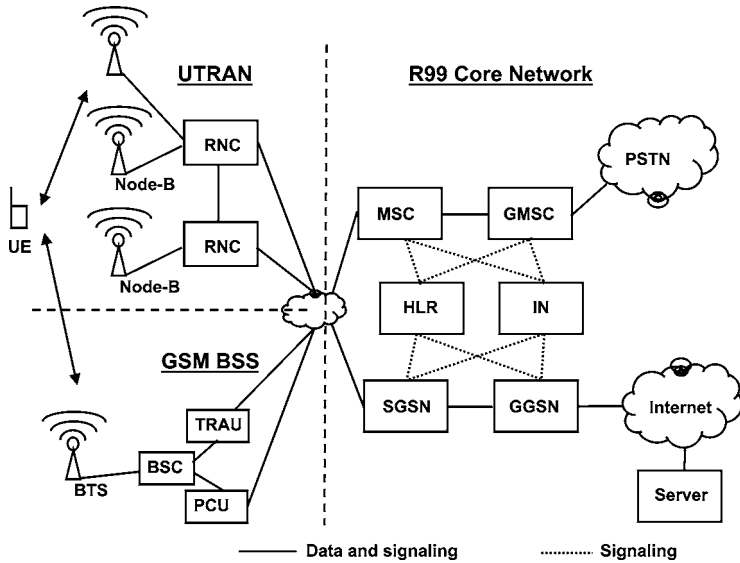 UTRAN
R99 Core Network
RNC
Node-B
UE
RNC
Node-B
MSC
GMSC
PSTN
HLR
IN
GSM BSS
SGSN
GGSN
Internet
TRAU
BSC
PCU
BTS
Server
Data and signaling
Signaling